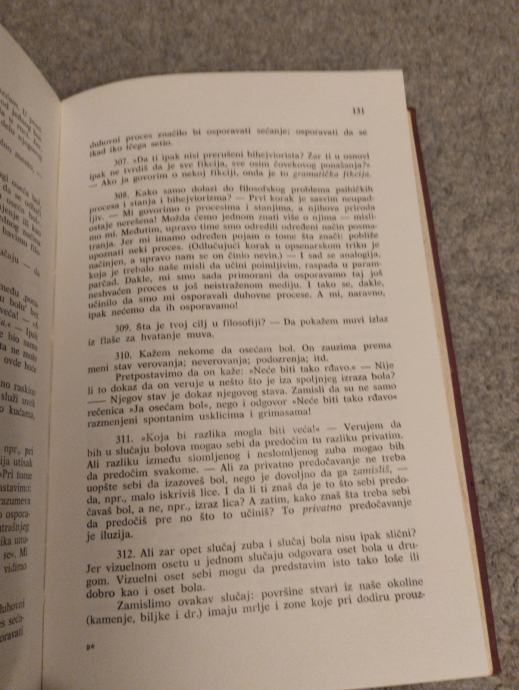 131
duhovni proces značilo bi osporavati sećanje; osporavati da se
ikad iko ičega setio.
307. »Da ti ipak nisi prerušeni bihejviorista? Zar ti u osnovi
ipak ne tvrdiš da je sve fikcija, sve osim čovekovog ponašanja?«
— Ako ja govorim o nekoj fikciji, onda je to gramatička fikcija.
308. Kako samo dolazi do filosofskog problema psihičkih
procesa i stanja i bihejviorizma? — Prvi korak je sasvim neupad-
ljiv. — Mi govorimo o procesima i stanjima, a njihova priroda
ostaje nerešena! Možda ćemo jednom znati više o njima — misli-
mo mi. Međutim, upravo time smo odredili određeni način posma-
tranja. Jer mi imamo određen pojam o tome šta znači: pobliže
upoznati neki proces. (Odlučujući korak u opsenarskom triku je
načinjen, a upravo nam se on činio nevin.) — I sad se analogija,
koja je trebalo naše misli da učini pojmljivim, raspada u param-
parčad. Dakle, mi smo sada primorani da osporavamo taj još
neshvaćen proces u još neistraženom mediju. I tako se, dakle,
učinilo da smo mi osporavali duhovne procese. A mi, naravno,
ipak nećemo da ih osporavamo!
309. Šta je tvoj cilj u filosofiji? — Da pokažem muvi izlaz
iz flaše za hvatanje muva.
310. Kažem nekome da osećam bol. On zauzima prema
meni stav verovanja; neverovanja; podozrenja; itd.
Pretpostavimo da on kaže: »Neće biti tako rđavo.« — Nije
li to dokaz da on veruje u nešto što je iza spoljnjeg izraza bola?
—— Njegov stav je dokaz njegovog stava. Zamisli da su ne samo
rečenica »Ja osećam bol«, nego i odgovor »Neće biti tako rđavo«
razmenjeni spontanim usklicima i grimasama!
311. »Koja bi razlika mogla biti veća!« — Verujem da
bih u slučaju bolova mogao sebi da predočim tu razliku privatim.
Ali razliku između slomljenog i neslomljenog zuba mogao bih
da predočim svakome. — Ali za privatno predočavanje ne treba
uopšte sebi da izazoveš bol, nego je dovoljno da ga zamisliš, —
da, npr., malo iskriviš lice. I da li ti znaš da je to što sebi predo-
čavaš bol, a ne, npr., izraz lica? A zatim, kako znaš šta treba sebi
da predočiš pre no što to učiniš? To privatno predočavanje
je iluzija.
312. Ali zar opet slučaj zuba i slučaj bola nisu ipak slični?
Jer vizuelnom osetu u jednom slučaju odgovara oset bola u dru-
gom. Vizuelni oset sebi mogu da predstavim isto tako loše ili
dobro kao i oset bola.
Zamislimo ovakav slučaj: površine stvari iz naše okoline
(kamenje, biljke i dr.) imaju mrlje i zone koje pri dodiru prouz-
9*